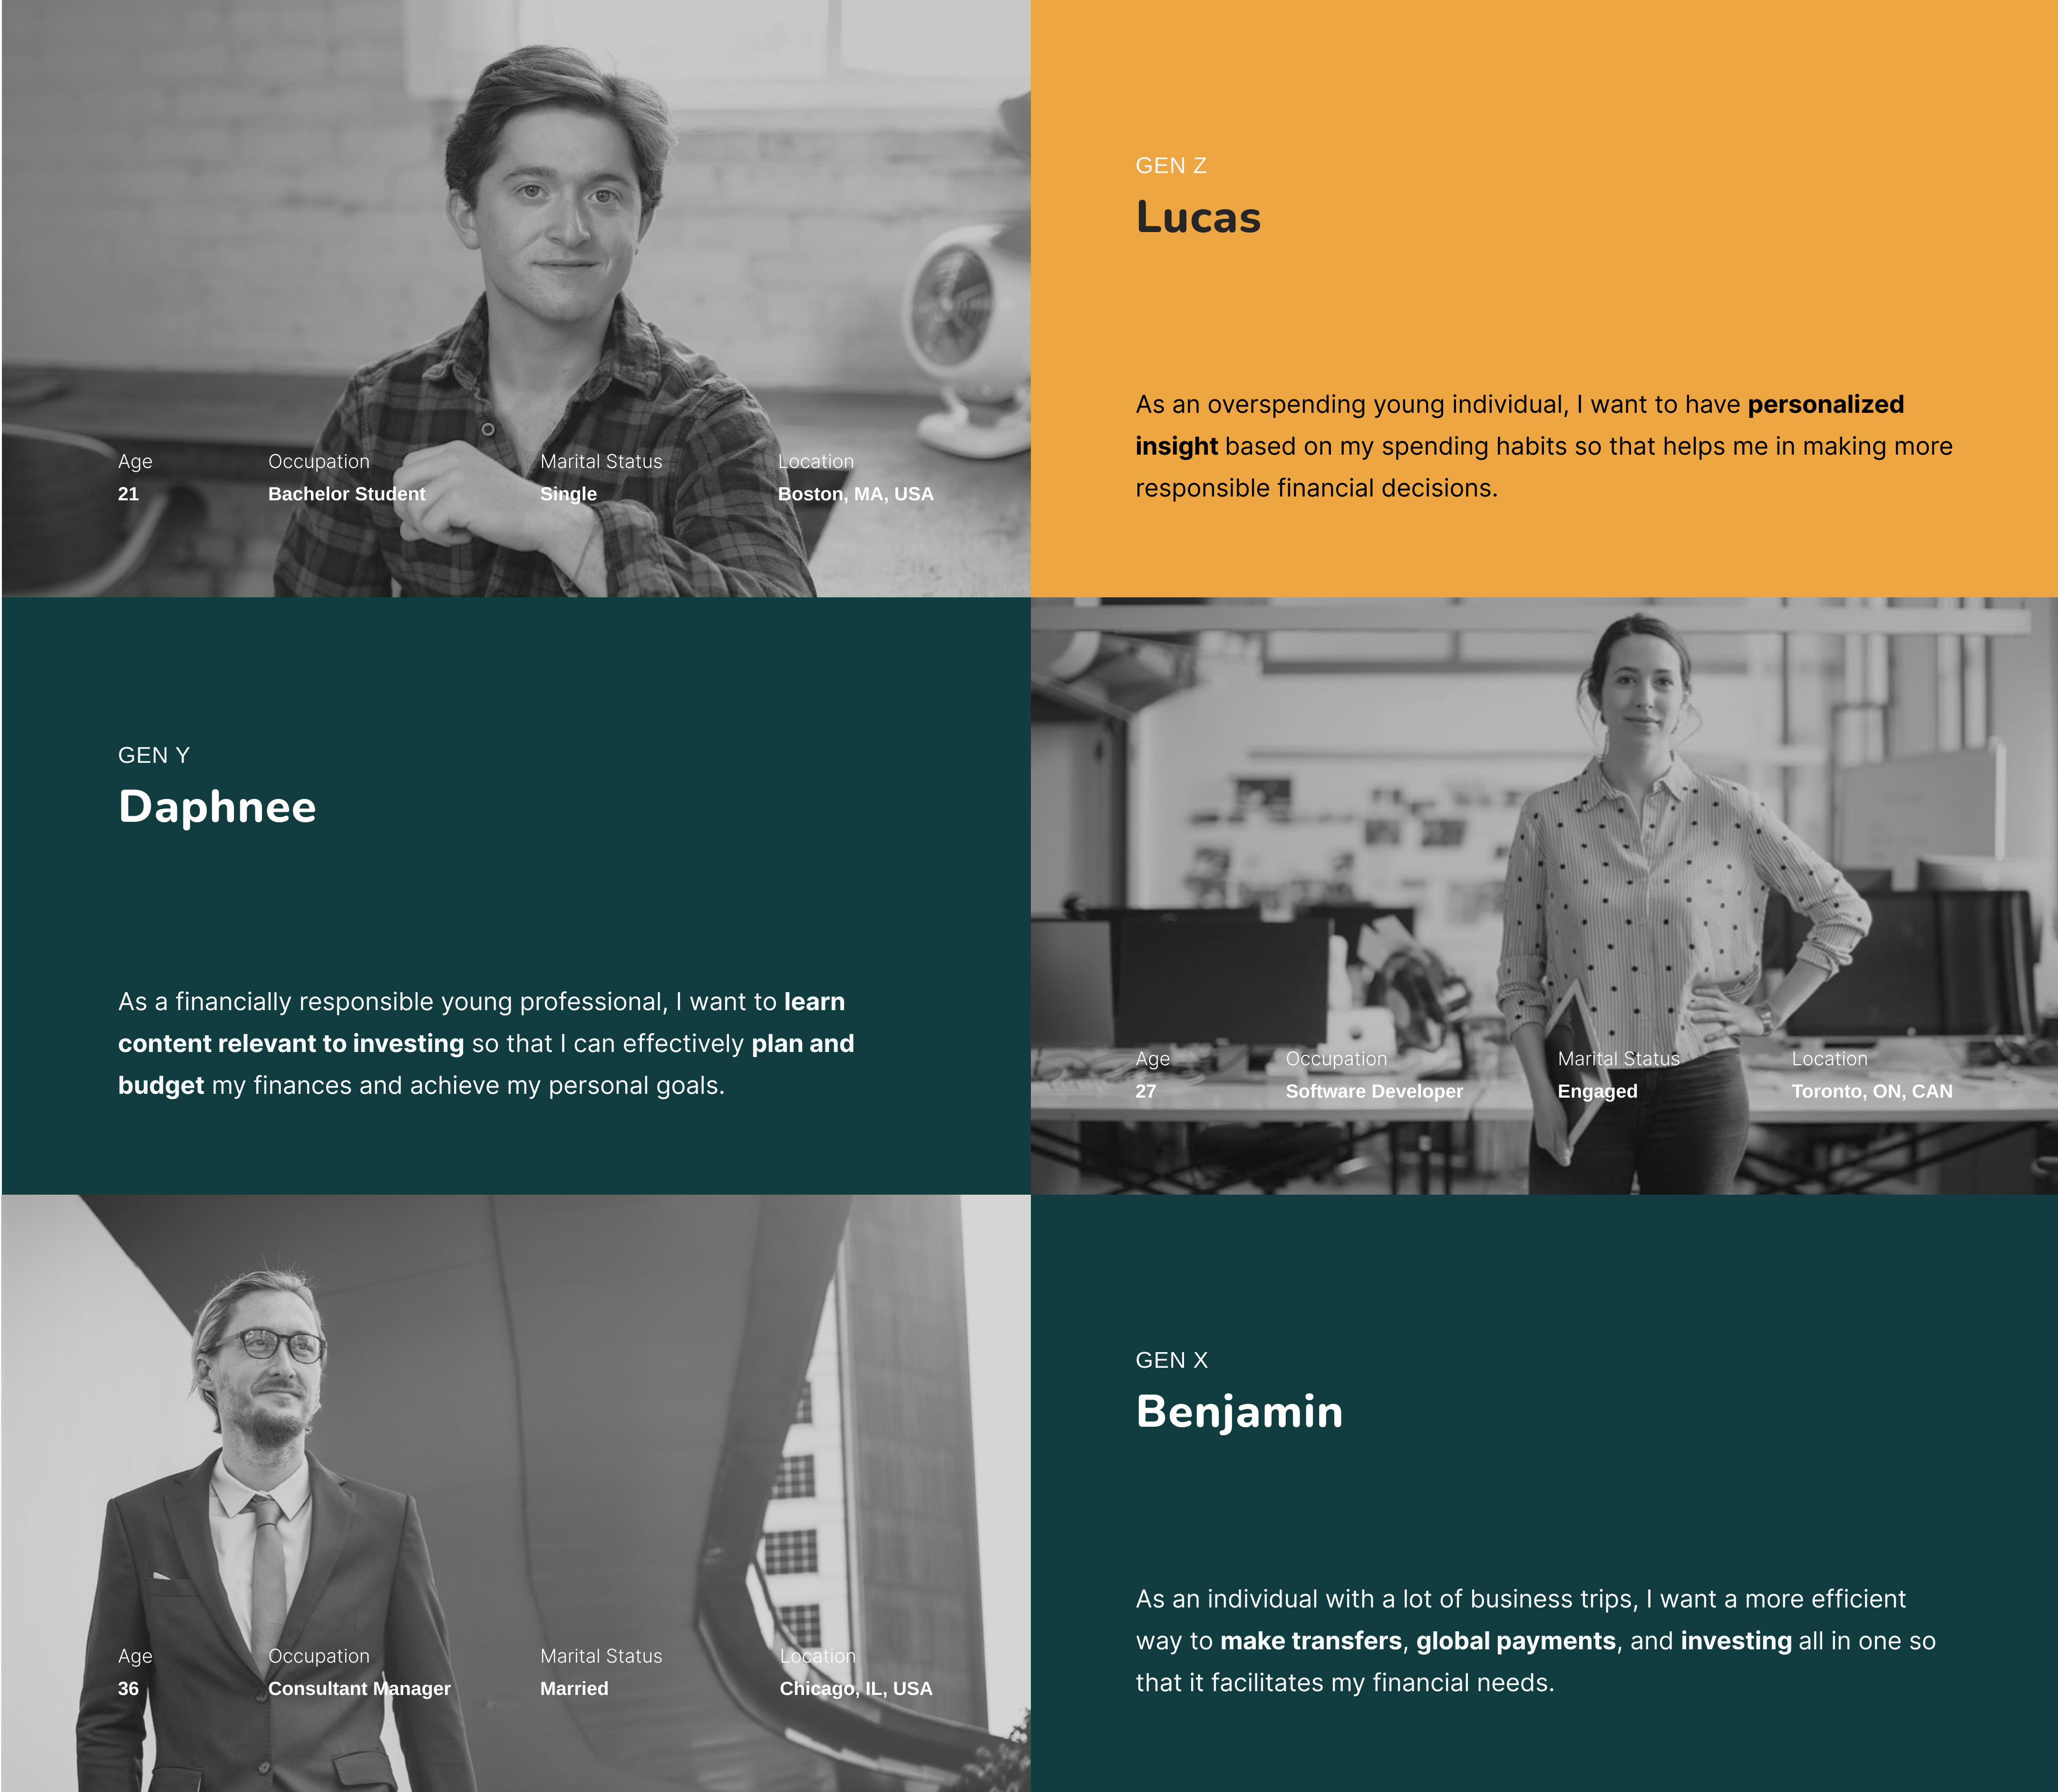 GEN Z
Lucas
As an overspending young individual, I want to have personalized
insight based on my spending habits so that helps me in making more
responsible financial decisions.
Age Occupation Marital Status Location
21 Bachelor Student Single Boston, MA, USA
GEN Y
Daphnee
As a financially responsible young professional, I want to learn
content relevant to investing so that I can effectively plan and
budget my finances and achieve my personal goals.
Age Occupation Marital Status Location
27 Software Developer Engaged Toronto, ON, CAN
GEN X
Benjamin
As an individual with a lot of business trips, I want a more efficient
way to make transfers, global payments, and investing all in one so
that it facilitates my financial needs.
Age Occupation Marital Status Location
36 Consultant Manager Married Chicago, IL, USA